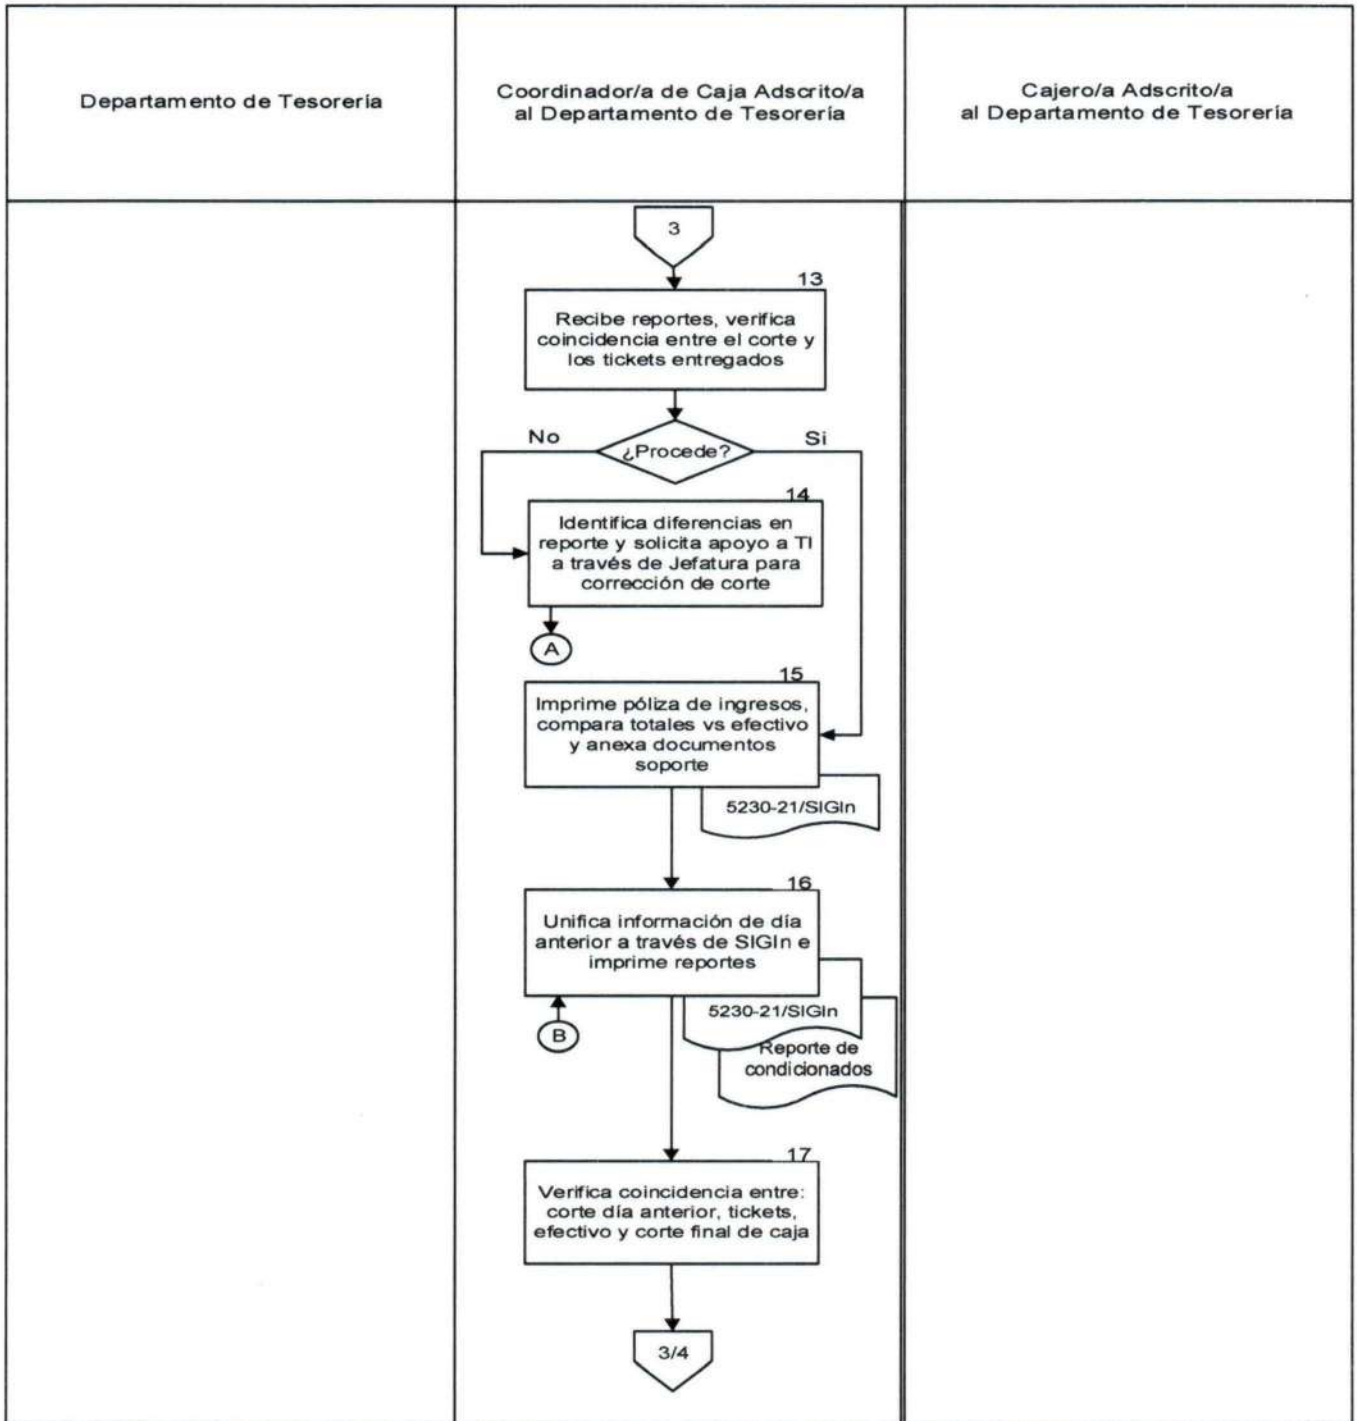 Departamento de Tesorería
Coordinador/a de Caja Adscrito/a
al Departamento de Tesorería
Cajero/a Adscrito/a
al Departamento de Tesorería
3
13
Recibe reportes, verifica
coincidencia entre el corte y
los tickets entregados
No
¿Procede?
Si
14
Identifica diferencias en
reporte y solicita apoyo a TI
a través de Jefatura para
corrección de corte
A
15
Imprime póliza de ingresos,
compara totales vs efectivo
y anexa documentos
soporte
5230-21/SIGIn
16
Unifica información de día
anterior a través de SIGIn e
imprime reportes
5230-21/SIGIn
B
Reporte de
condicionados
17
Verifica coincidencia entre:
corte día anterior, tickets,
efectivo y corte final de caja
3/4